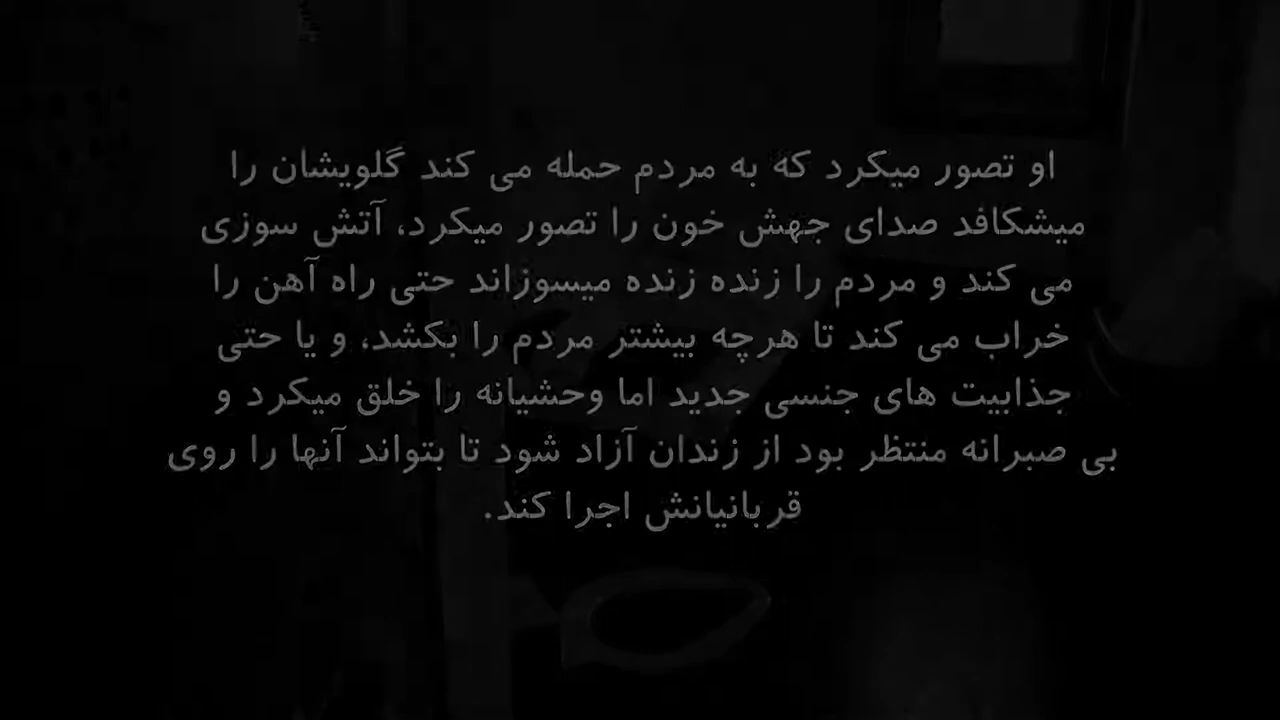 او تصور میکرد که به مردم حمله می کند گلویشان را
میشکافد صدای جهش خون را تصور میکرد، آتش سوزی
می کند و مردم را زنده زنده میسوزاند حتی راه آهن را
خراب می کند تا هرچه بیشتر مردم را بکشد، و یا حتی
جذابیت های جنسی جدید اما وحشیانه را خلق میکرد و
بی صبرانه منتظر بود از زندان آزاد شود تا بتواند آنها را روی
قربانیانش اجرا کند.